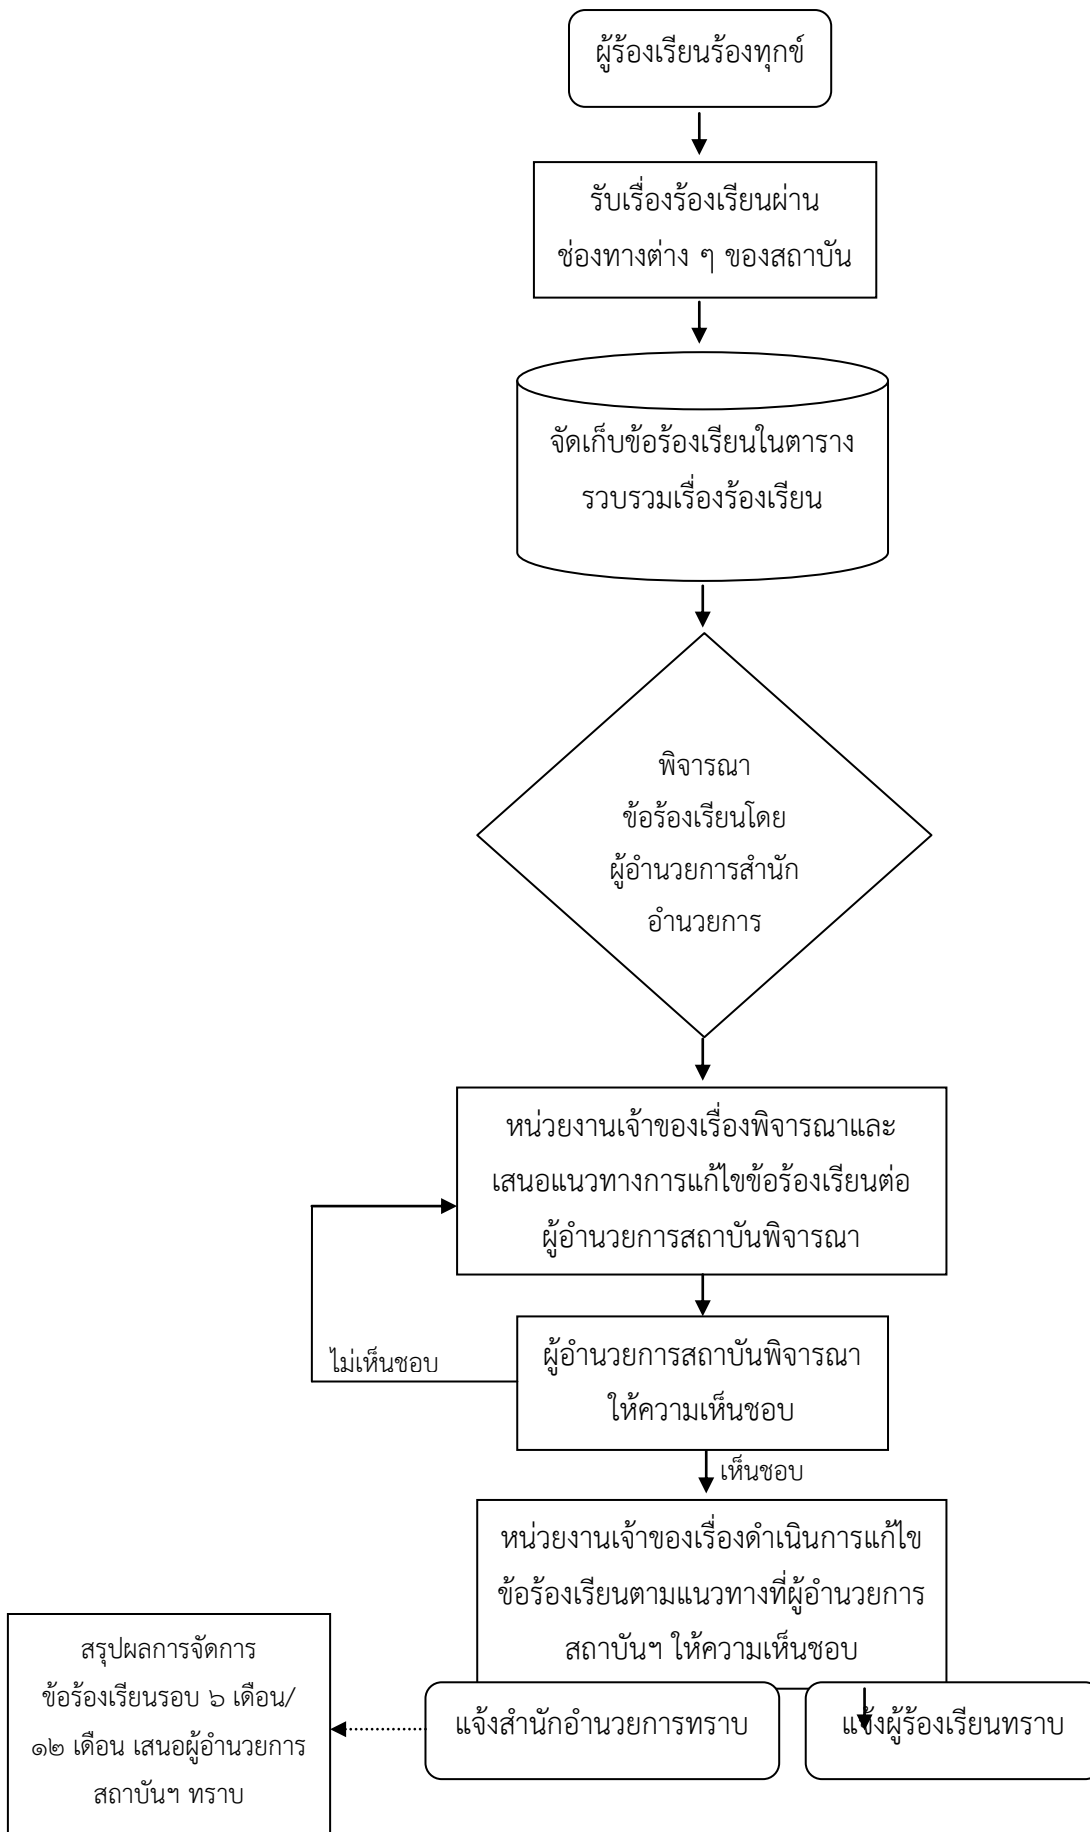 ผู้ร้องเรียนร้องทุกข์
รับเรื่องร้องเรียนผ่าน
ช่องทางต่าง ๆ ของสถาบัน
จัดเก็บข้อร้องเรียนในตาราง
รวบรวมเรื่องร้องเรียน
พิจารณา
ข้อร้องเรียนโดย
ผู้อำนวยการสำนัก
อำนวยการ
หน่วยงานเจ้าของเรื่องพิจารณาและ
เสนอแนวทางการแก้ไขข้อร้องเรียนต่อ
ผู้อำนวยการสถาบันพิจารณา
ไม่เห็นชอบ
ผู้อำนวยการสถาบันพิจารณา
ให้ความเห็นชอบ
เห็นชอบ
หน่วยงานเจ้าของเรื่องดำเนินการแก้ไข
ข้อร้องเรียนตามแนวทางที่ผู้อำนวยการ
สถาบันฯ ให้ความเห็นชอบ
แจ้งสำนักอำนวยการทราบ
แจ้งผู้ร้องเรียนทราบ
สรุปผลการจัดการ
ข้อร้องเรียนรอบ ๖ เดือน/
๑๒ เดือน เสนอผู้อำนวยการ
สถาบันฯ ทราบ